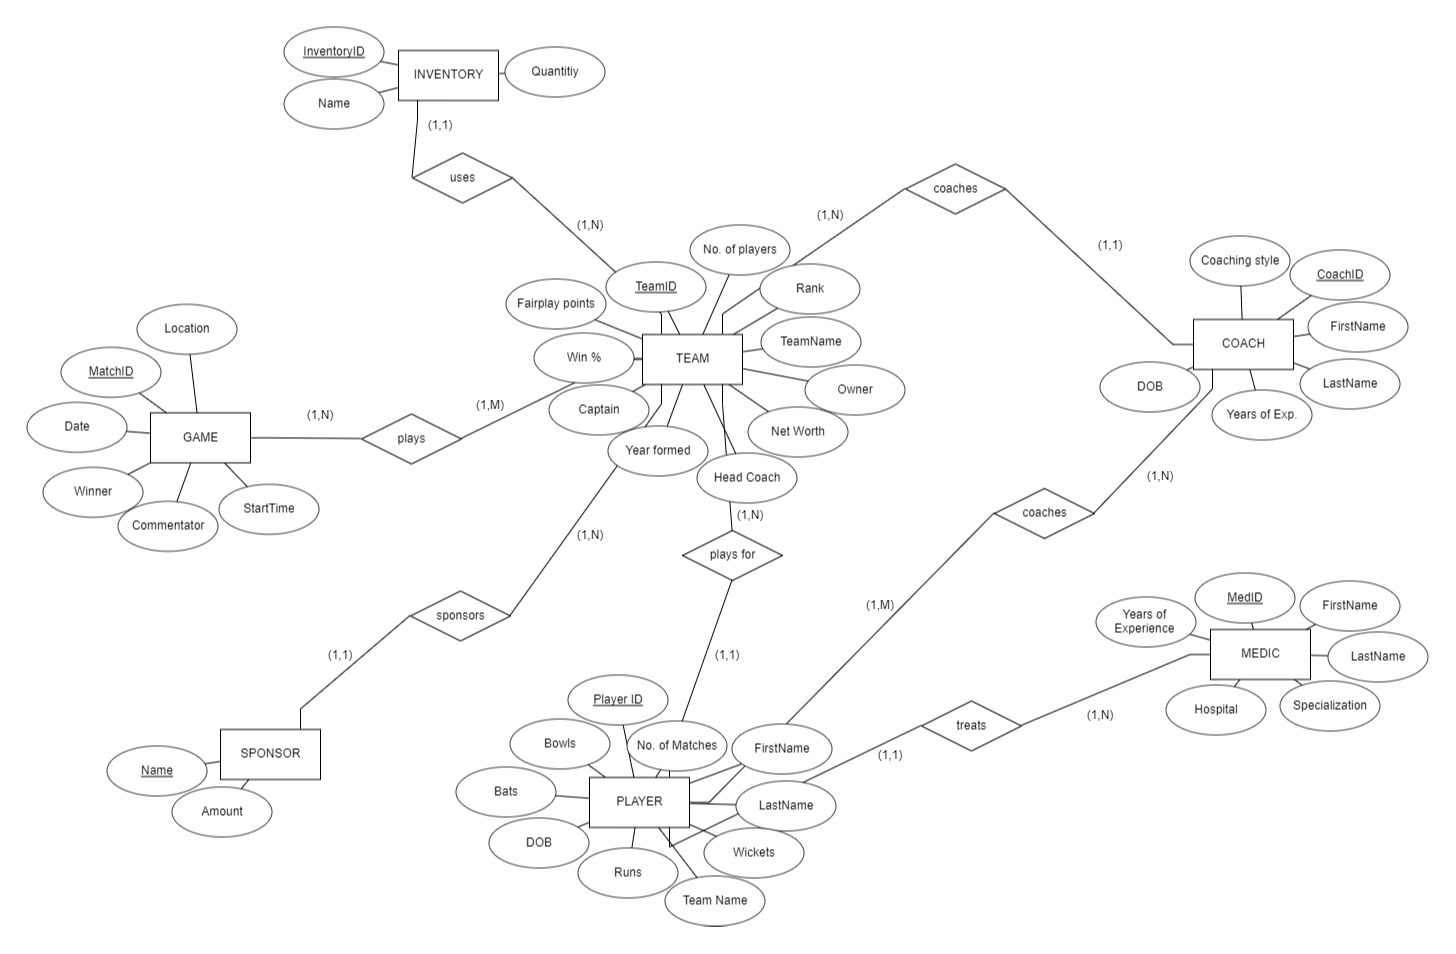 InventoryID
INVENTORY
Quantitiy
Name
(1,1)
uses
(1,N)
coaches
(1,N)
(1,1)
No. of players
TeamID
Rank
Fairplay points
TeamName
Win %
TEAM
Owner
Captain
Net Worth
Year formed
Head Coach
Coaching style
CoachID
FirstName
COACH
LastName
DOB
Years of Exp.
Location
MatchID
Date
GAME
Winner
Commentator
StartTime
(1,N)
plays
(1,M)
(1,N)
plays for
(1,1)
(1,N)
sponsors
(1,1)
(1,N)
coaches
(1,M)
MedID
Years of
Experience
FirstName
MEDIC
LastName
Hospital
Specialization
(1,N)
treats
(1,1)
SPONSOR
Name
Amount
Player ID
Bowls
No. of Matches
FirstName
Bats
PLAYER
LastName
DOB
Wickets
Runs
Team Name